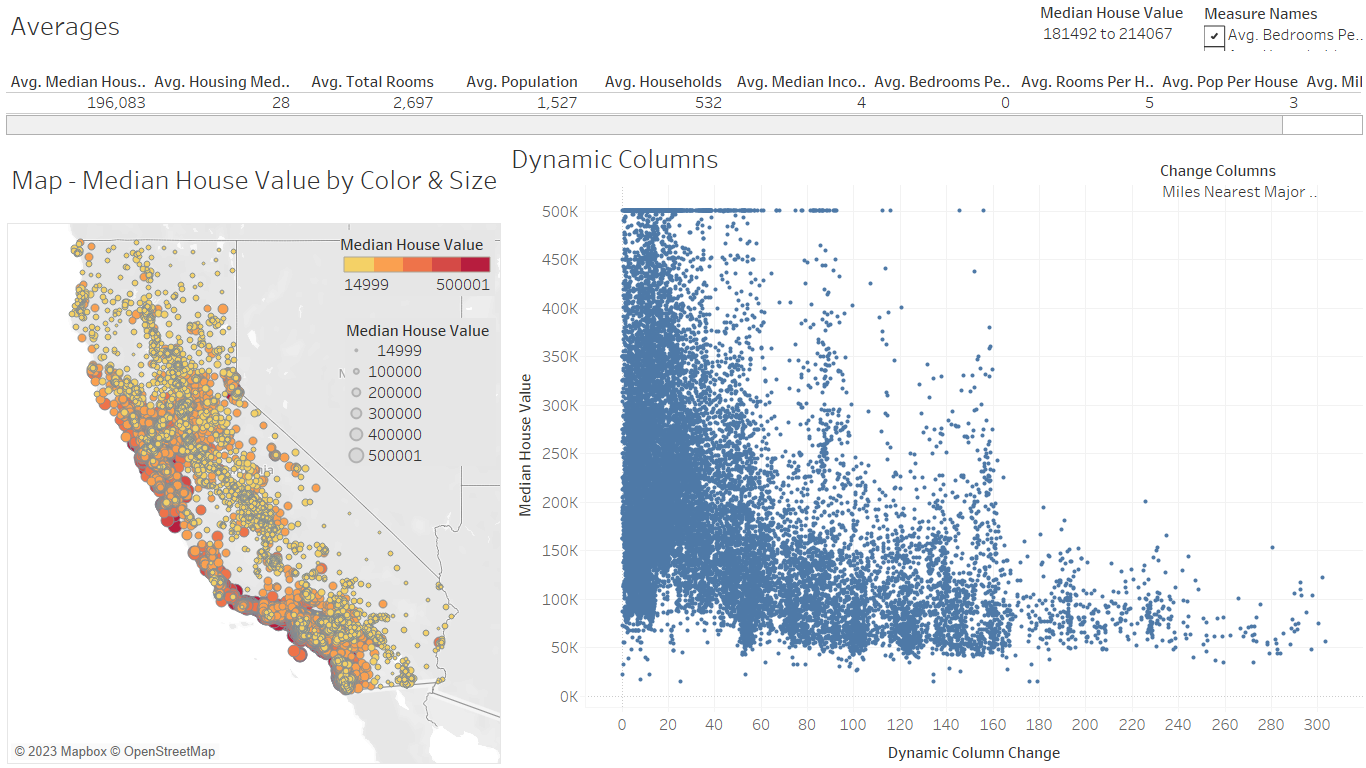 Averages
Median House Value
181492 to 214067
Measure Names
Avg. Bedrooms Pe..
Avg. Median Hous.. Avg. Housing Med.. Avg. Total Rooms Avg. Population Avg. Households Avg. Median Inco.. Avg. Bedrooms Pe.. Avg. Rooms Per H.. Avg. Pop Per House Avg. Mil
196,083 28 2,697 1,527 532 4 0 5 3
Map - Median House Value by Color & Size
Median House Value
14999 500001
Median House Value
14999
100000
200000
300000
400000
500001
N
© 2023 Mapbox © OpenStreetMap
Dynamic Columns
Change Columns
Miles Nearest Major ..
Median House Value
500K
450K
400K
350K
300K
250K
200K
150K
100K
50K
0K
0 20 40 60 80 100 120 140 160 180 200 220 240 260 280 300
Dynamic Column Change